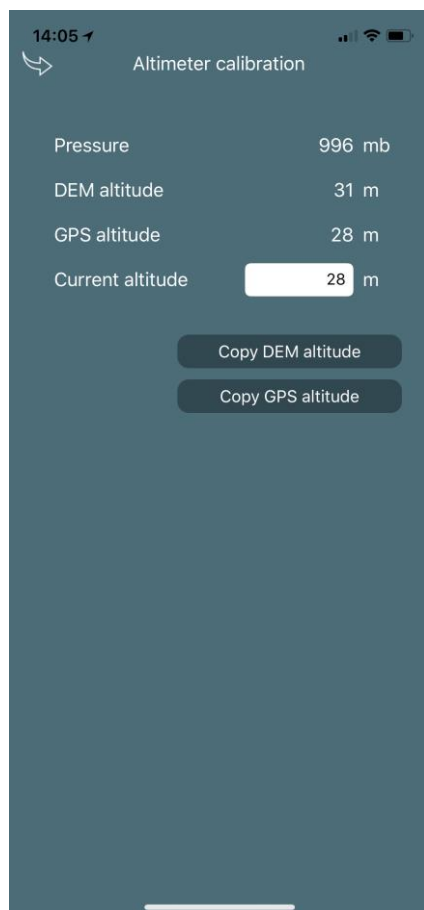 14:05
Altimeter calibration
Pressure 996 mb
DEM altitude 31 m
GPS altitude 28 m
Current altitude 28 m
Copy DEM altitude
Copy GPS altitude